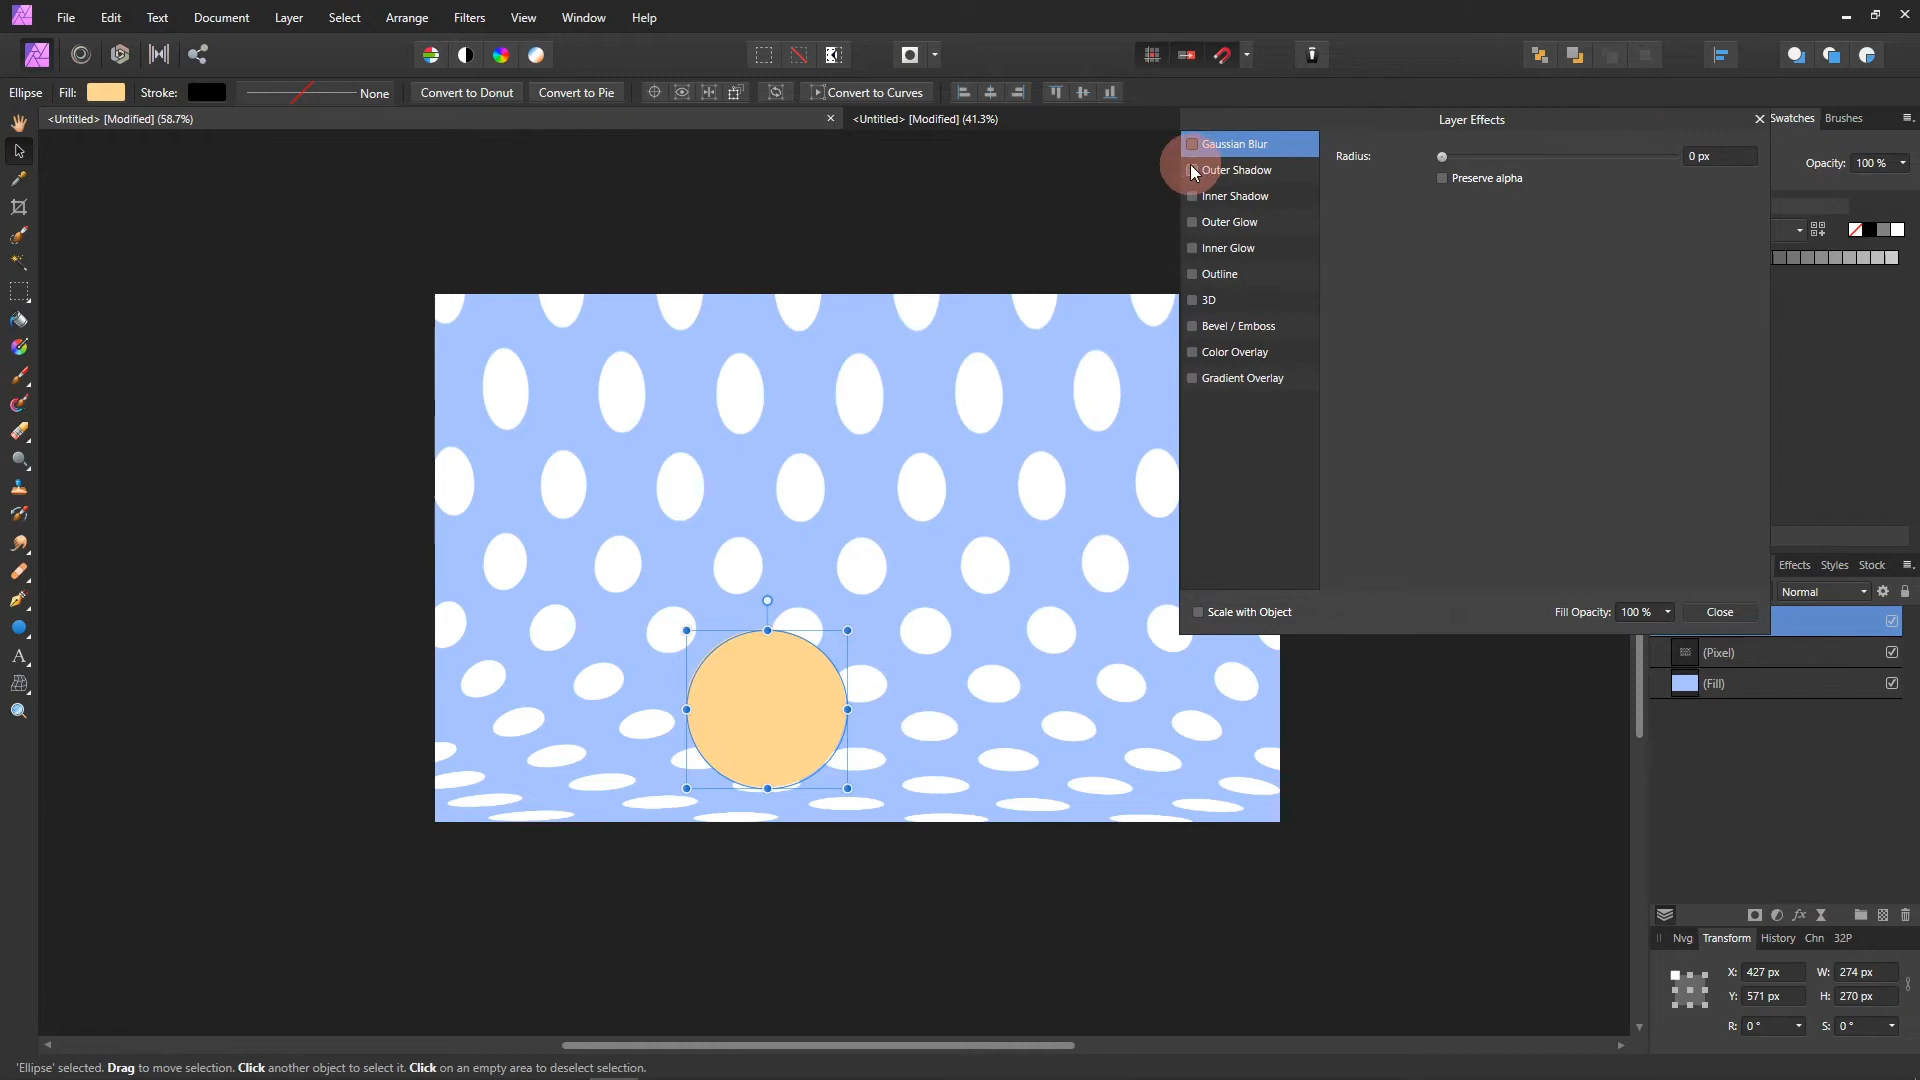 File Edit Text Document Layer Select Arrange Filters View Window Help
Ellipse Fill: Stroke: None Convert to Donut Convert to Pie Convert to Curves
<Untitled> [Modified] (58.7%) <Untitled> [Modified] (41.3%)
Layer Effects
Swatches Brushes
Gaussian Blur
Radius: 0 px
Opacity: 100 %
Outer Shadow
Preserve alpha
Inner Shadow
Outer Glow
Inner Glow
Outline
3D
Bevel / Emboss
Color Overlay
Gradient Overlay
Effects Styles Stock
Normal
Scale with Object
Fill Opacity: 100 % Close
(Pixel)
(Fill)
Nvg Transform History Chn 32P
X: 427 px W: 274 px
Y: 571 px H: 270 px
R: 0 ° S: 0 °
'Ellipse' selected. Drag to move selection. Click another object to select it. Click on an empty area to deselect selection.